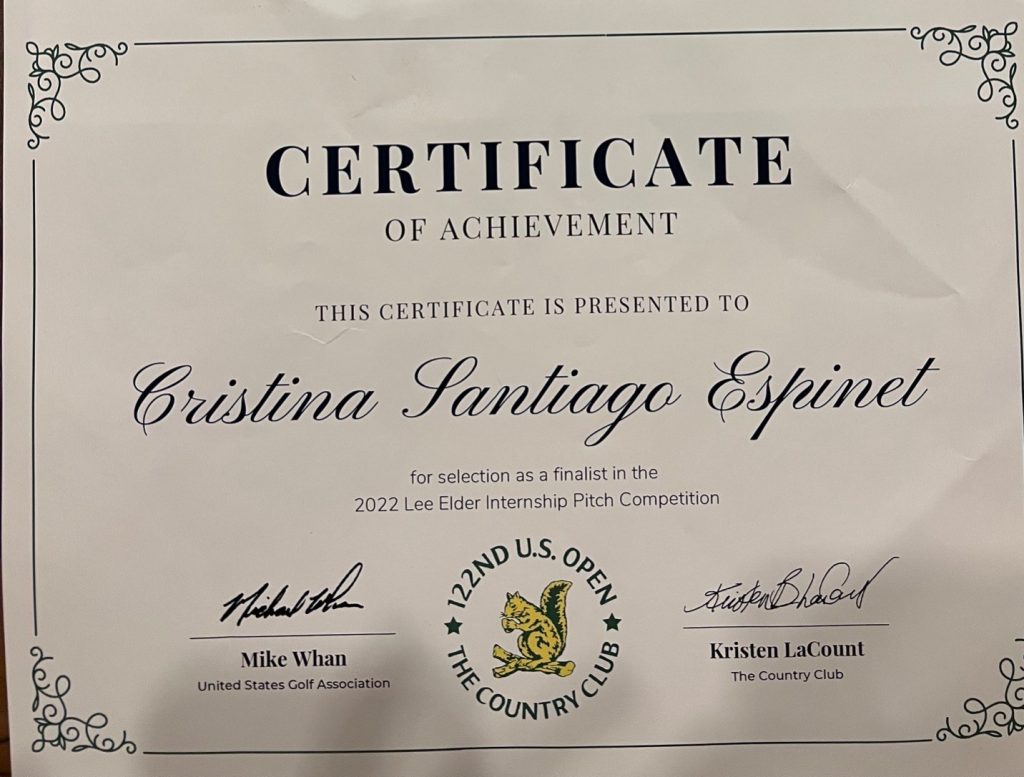 CERTIFICATE
OF ACHIEVEMENT
THIS CERTIFICATE IS PRESENTED TO
Cristina Santiago Espinet
for selection as a finalist in the
2022 Lee Elder Internship Pitch Competition
122ND U.S. OPEN
THE COUNTRY CLUB
Michael Whan
Mike Whan
United States Golf Association
Kristen LaCount
The Country Club